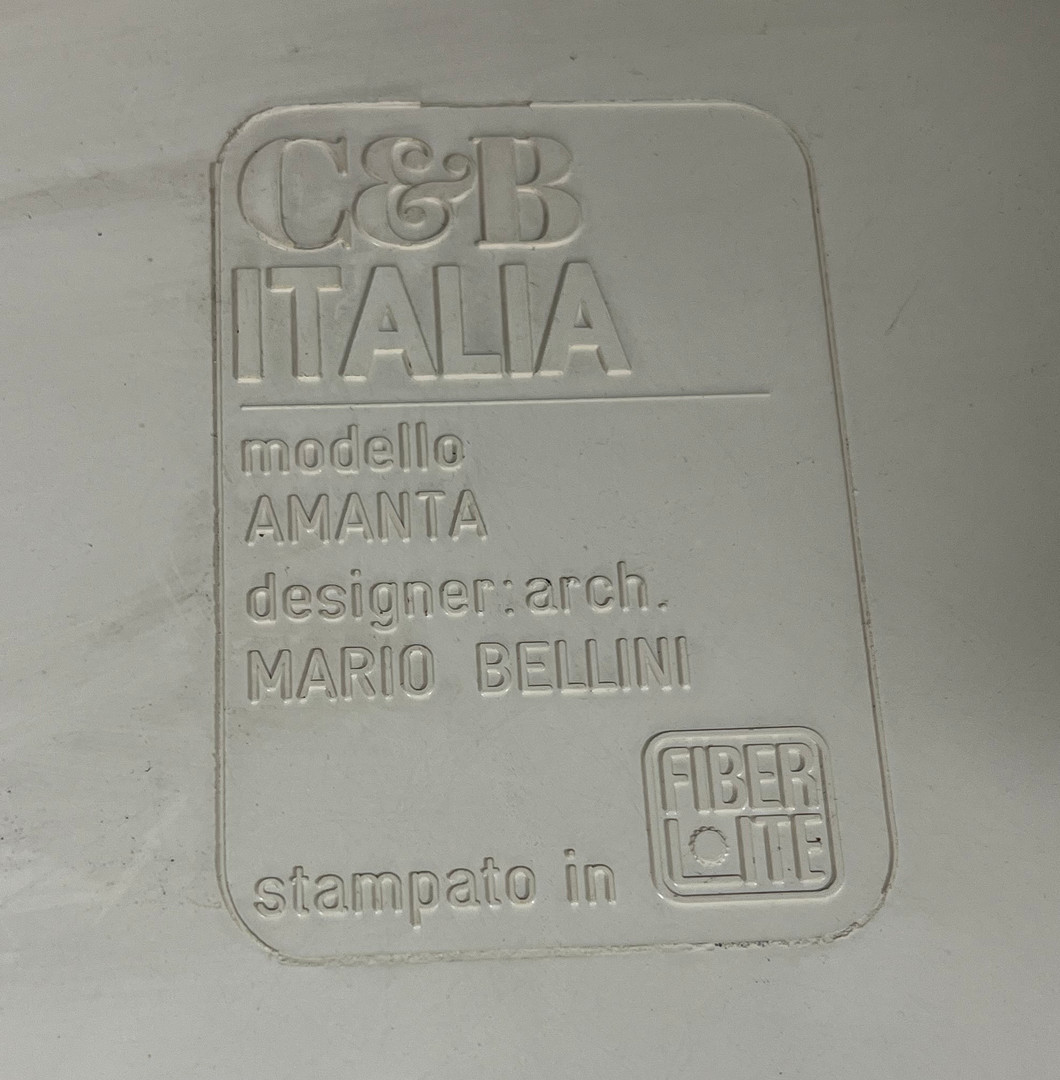 C&B
ITALIA
modello
AMANTA
designer: arch.
MARIO BELLINI
stampato in
FIBER
LITE